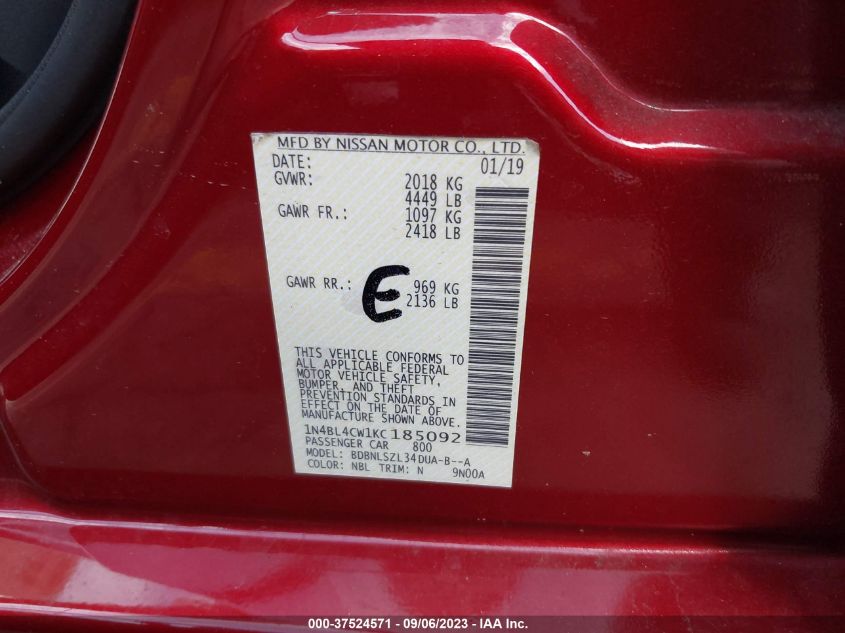 MFD BY NISSAN MOTOR CO., LTD.
DATE: 01/19
GVWR: 2018 KG
4449 LB
GAWR FR.: 1097 KG
2418 LB
GAWR RR.: E 969 KG
2136 LB
THIS VEHICLE CONFORMS TO
ALL APPLICABLE FEDERAL
MOTOR VEHICLE SAFETY,
BUMPER, AND THEFT
PREVENTION STANDARDS IN
EFFECT ON THE DATE OF
MANUFACTURE SHOWN ABOVE.
1N4BL4CW1KC185092
PASSENGER CAR 800
MODEL: BDBNLSZL34DUA-B--A
COLOR: NBL TRIM: N 9N00A
000-37524571 - 09/06/2023 - IAAI.COM